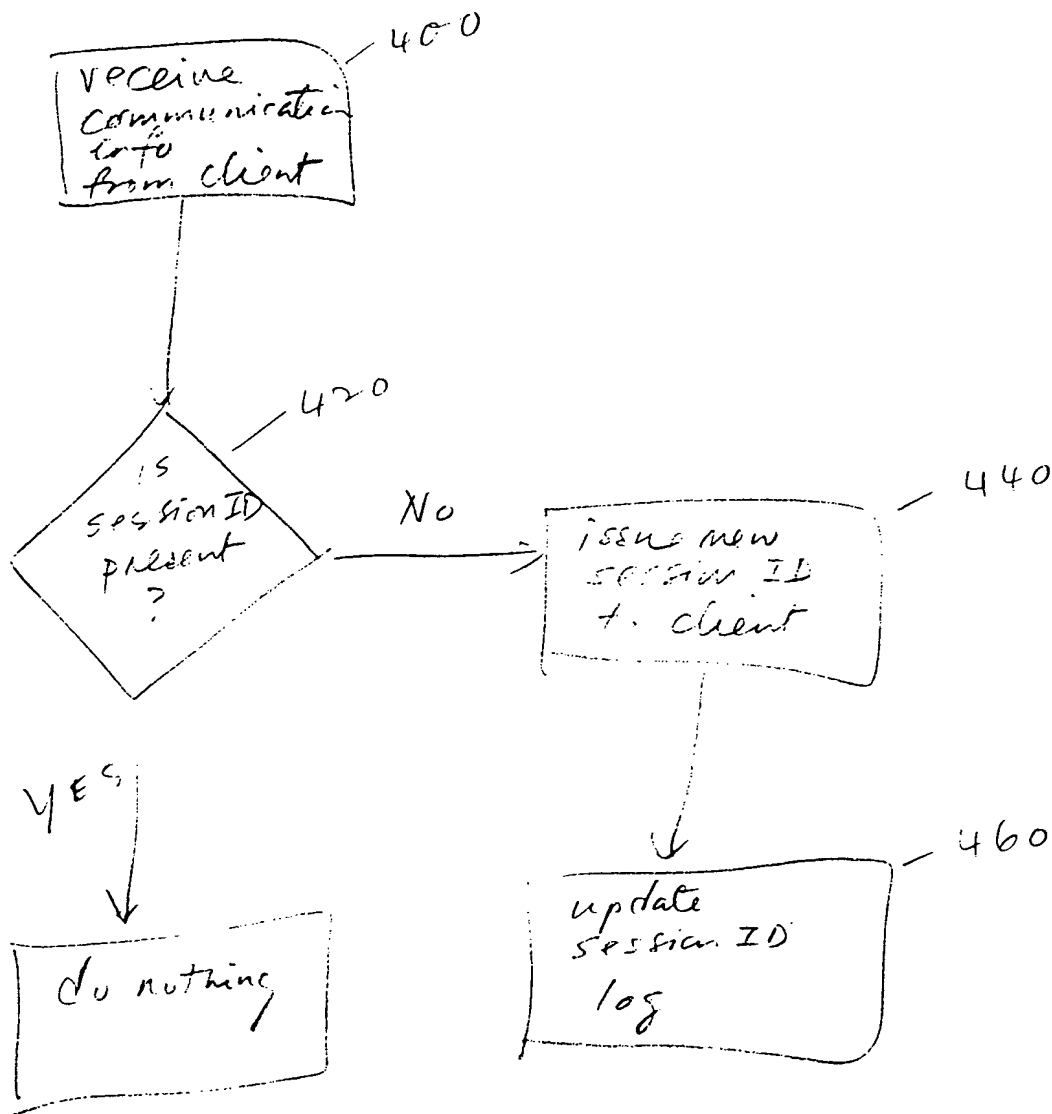 400
receive
communication
info
from client
420
is
session ID
present
?
No
440
issue new
session ID
to client
YES
460
update
session ID
log
do nothing